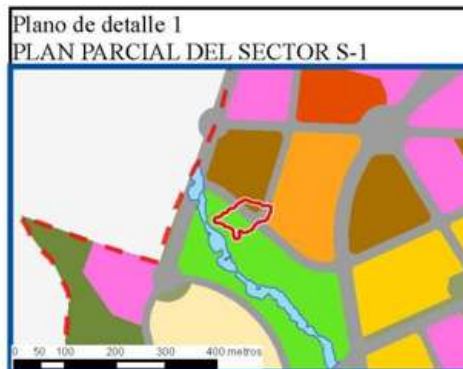 Plano de detalle 1
PLAN PARCIAL DEL SECTOR S-1
0 50 100 200 300 400 metros